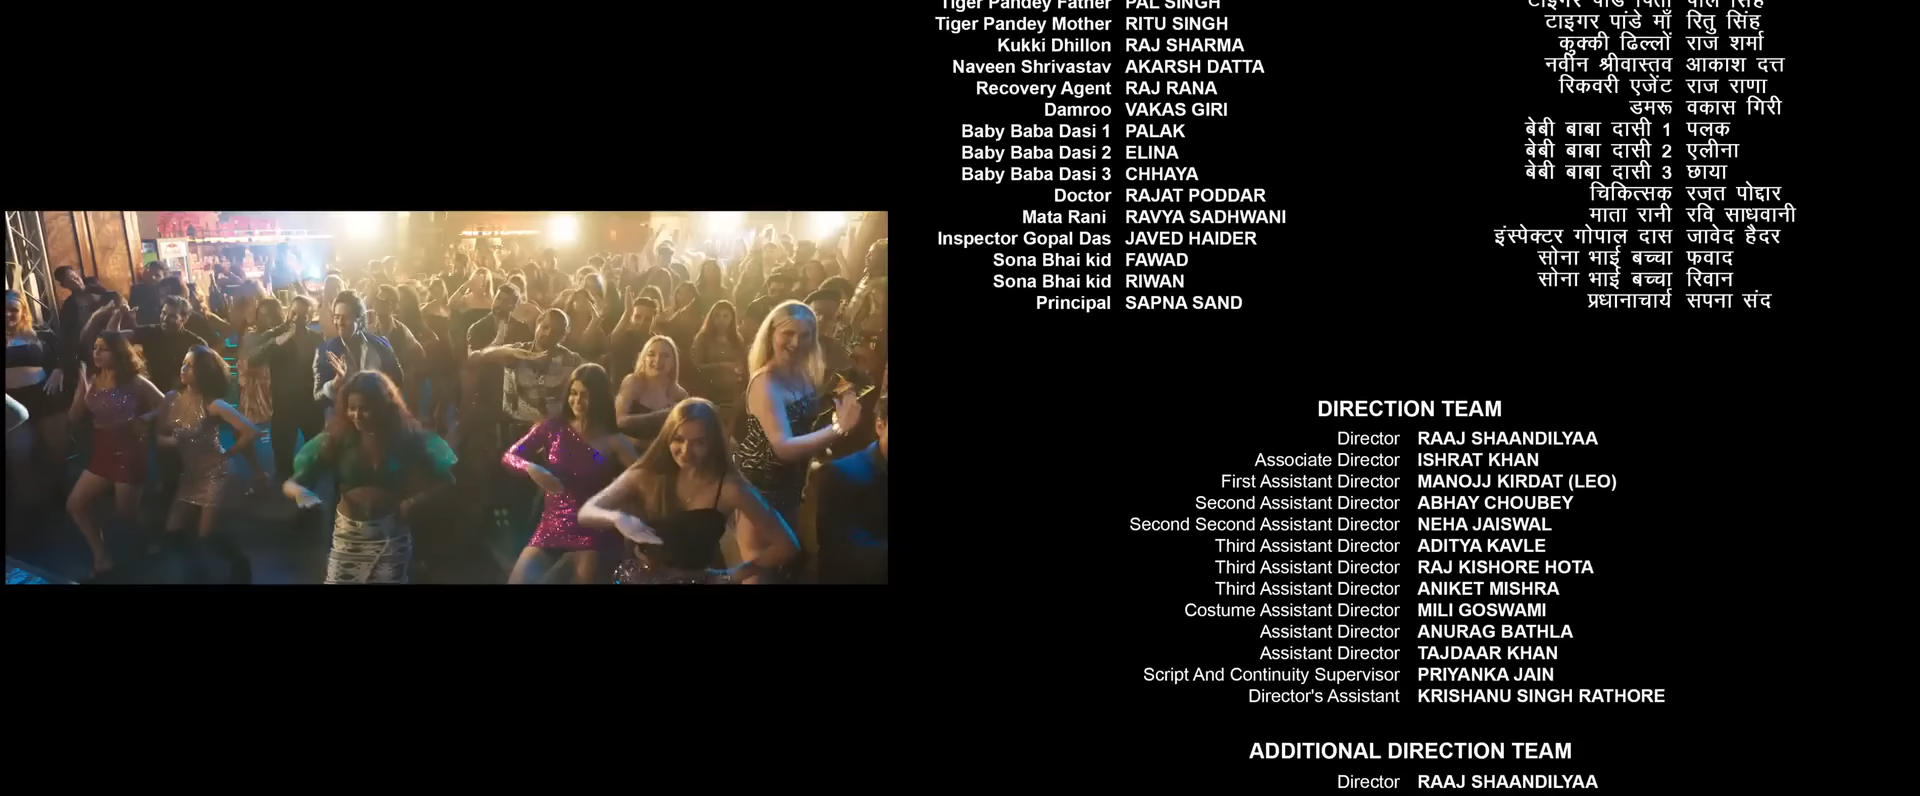 Tiger Pandey Father PAL SINGH टाइगर पांडे पिता पाल सिंह
Tiger Pandey Mother RITU SINGH टाइगर पांडे माँ रितु सिंह
Kukki Dhillon RAJ SHARMA कुक्की ढिल्लों राज शर्मा
Naveen Shrivastav AKARSH DATTA नवीन श्रीवास्तव आकाश दत्त
Recovery Agent RAJ RANA रिकवरी एजेंट राज राणा
Damroo VAKAS GIRI डमरू वकास गिरी
Baby Baba Dasi 1 PALAK बेबी बाबा दासी 1 पलक
Baby Baba Dasi 2 ELINA बेबी बाबा दासी 2 एलीना
Baby Baba Dasi 3 CHHAYA बेबी बाबा दासी 3 छाया
Doctor RAJAT PODDAR चिकित्सक रजत पोद्दार
Mata Rani RAVYA SADHWANI माता रानी रवि साधवानी
Inspector Gopal Das JAVED HAIDER इंस्पेक्टर गोपाल दास जावेद हैदर
Sona Bhai kid FAWAD सोना भाई बच्चा फवाद
Sona Bhai kid RIWAN सोना भाई बच्चा रिवान
Principal SAPNA SAND प्रधानाचार्य सपना संद
DIRECTION TEAM
Director RAAJ SHAANDILYAA
Associate Director ISHRAT KHAN
First Assistant Director MANOJJ KIRDAT (LEO)
Second Assistant Director ABHAY CHOUBEY
Second Second Assistant Director NEHA JAISWAL
Third Assistant Director ADITYA KAVLE
Third Assistant Director RAJ KISHORE HOTA
Third Assistant Director ANIKET MISHRA
Costume Assistant Director MILI GOSWAMI
Assistant Director ANURAG BATHLA
Assistant Director TAJDAAR KHAN
Script And Continuity Supervisor PRIYANKA JAIN
Director's Assistant KRISHANU SINGH RATHORE
ADDITIONAL DIRECTION TEAM
Director RAAJ SHAANDILYAA